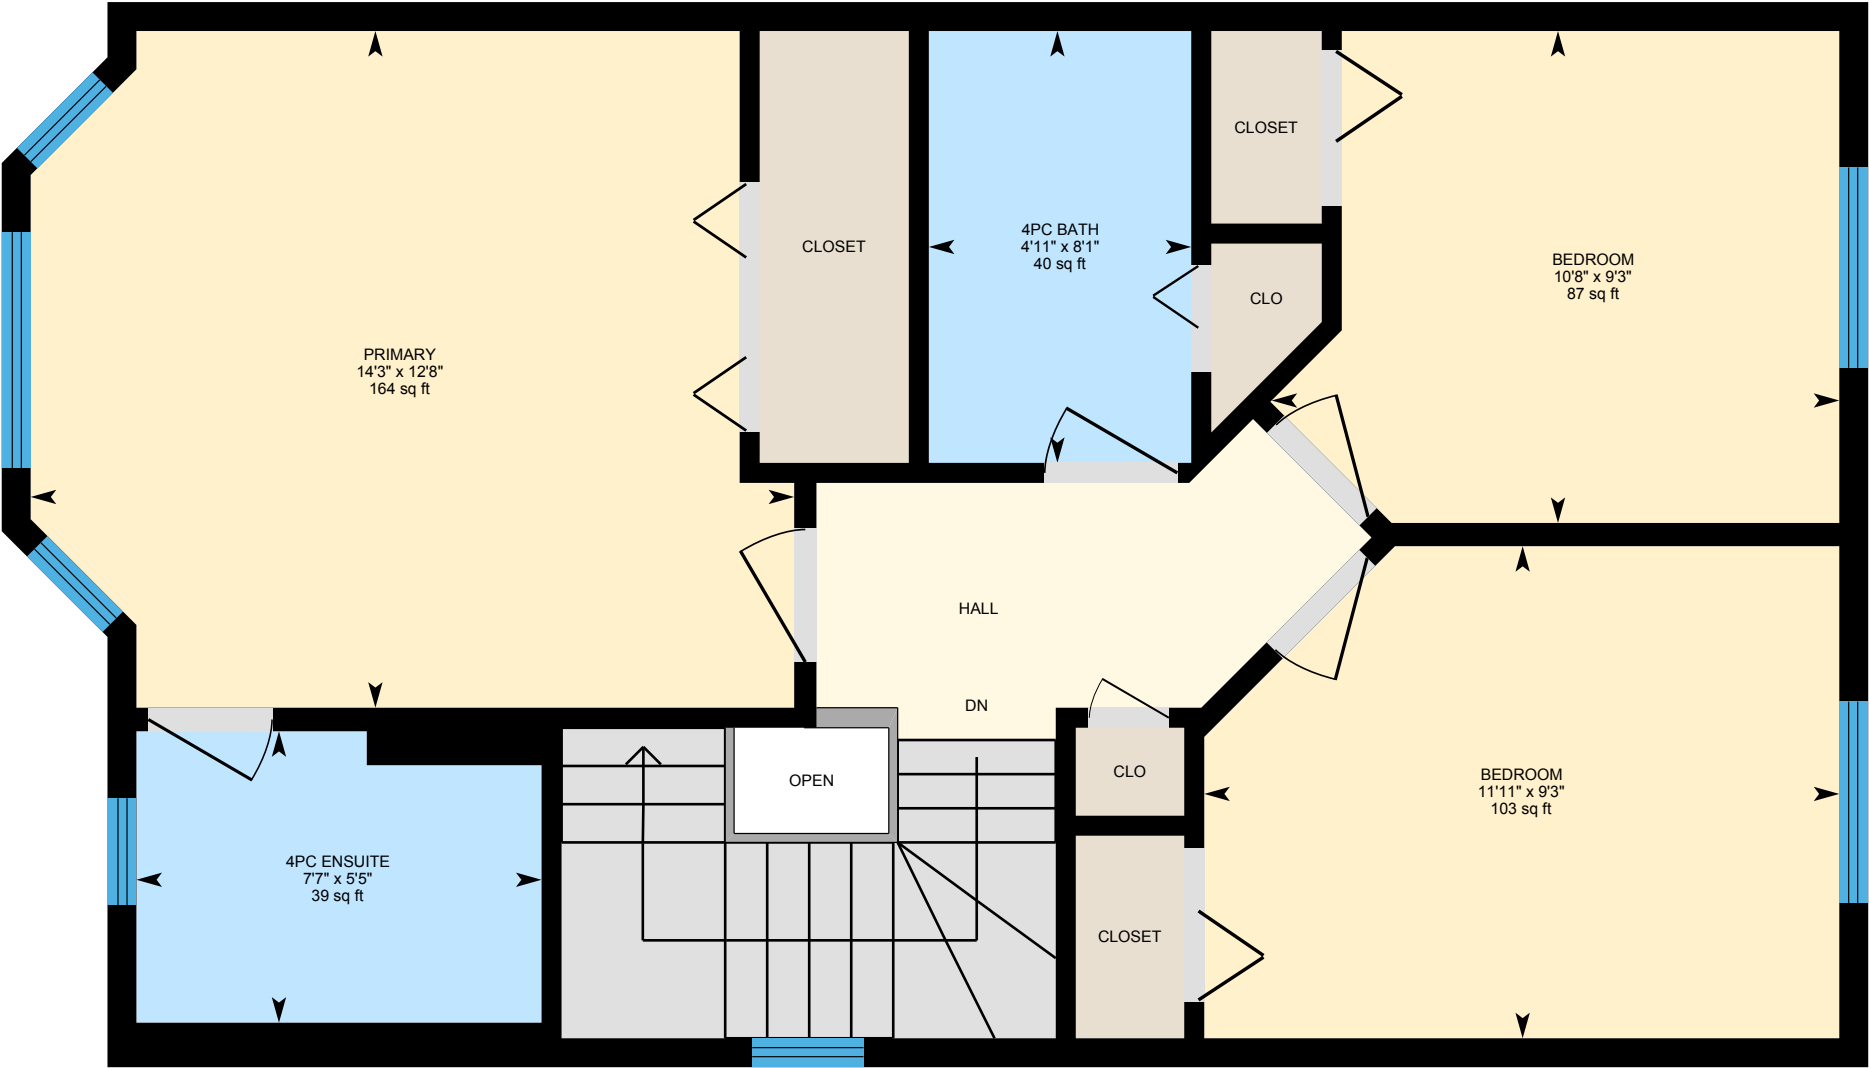 PRIMARY
14'3" x 12'8"
164 sq ft
CLOSET
4PC BATH
4'11" x 8'1"
40 sq ft
CLOSET
CLO
BEDROOM
10'8" x 9'3"
87 sq ft
HALL
DN
OPEN
CLO
CLOSET
BEDROOM
11'11" x 9'3"
103 sq ft
4PC ENSUITE
7'7" x 5'5"
39 sq ft